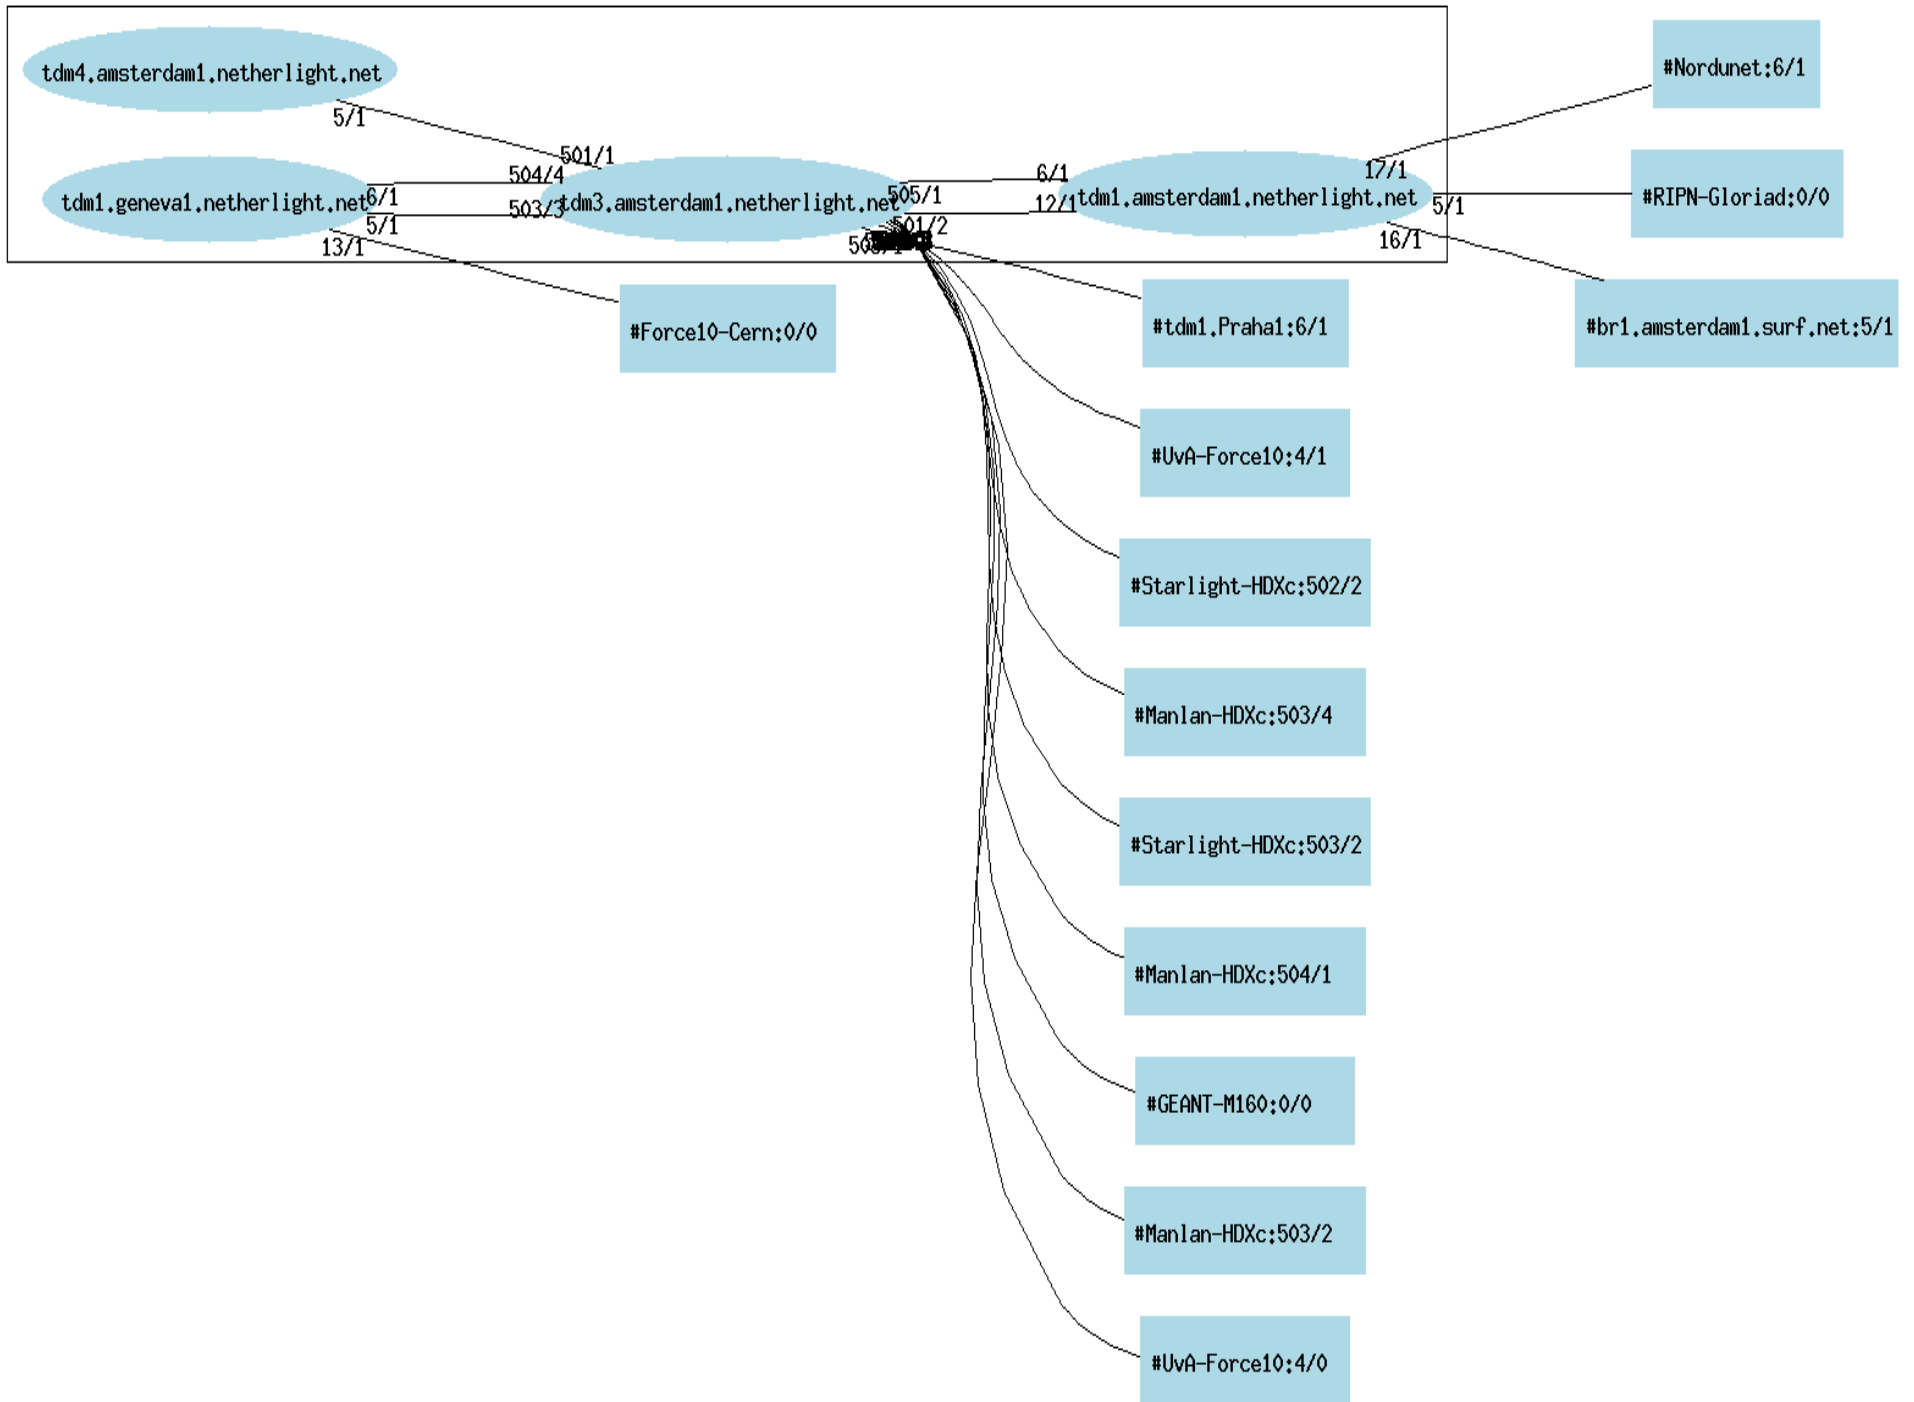 #Nordunet:6/1
tdm4.amsterdam1.netherlight.net
5/1
501/1
504/4
6/1
17/1
tdm1.geneva1.netherlight.net
6/1
503/3
tdm3.amsterdam1.netherlight.net
505/1
12/1
tdm1.amsterdam1.netherlight.net
5/1
#RIPN-Gloriad:0/0
5/1
501/2
16/1
13/1
#Force10-Cern:0/0
#tdm1.Praha1:6/1
#br1.amsterdam1.surf.net:5/1
#UvA-Force10:4/1
#Starlight-HDXc:502/2
#Manlan-HDXc:503/4
#Starlight-HDXc:503/2
#Manlan-HDXc:504/1
#GEANT-M160:0/0
#Manlan-HDXc:503/2
#UvA-Force10:4/0